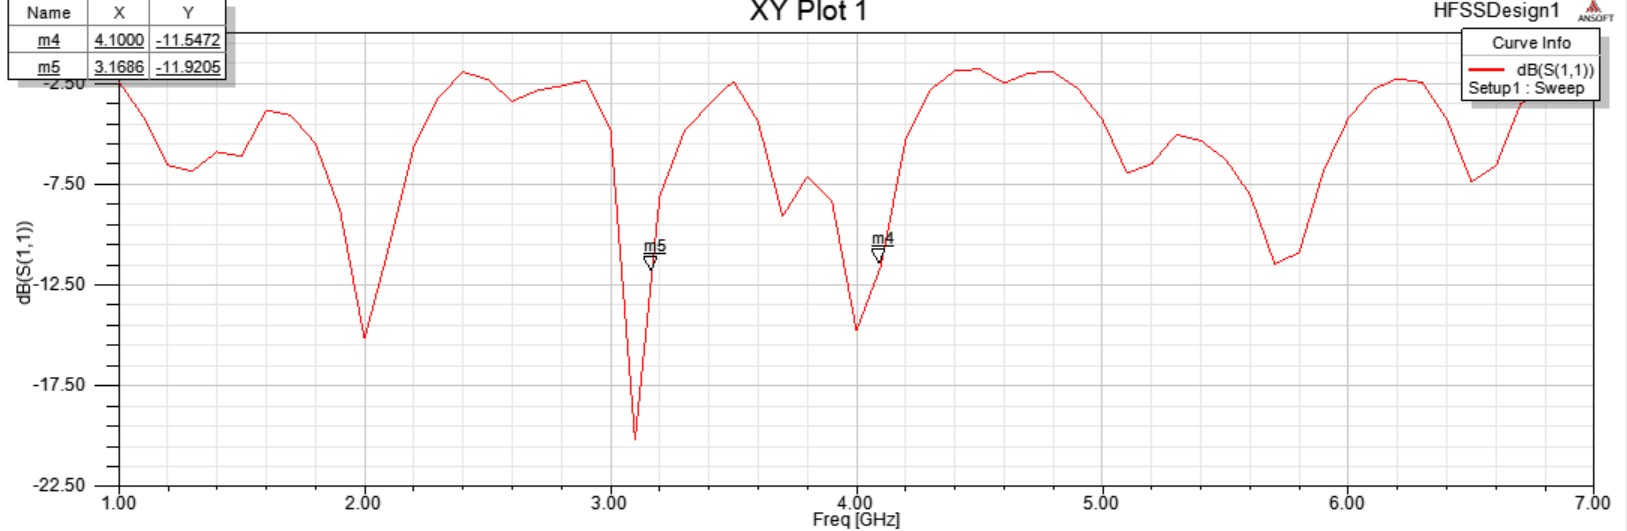 XY Plot 1
HFSSDesign1
ANSOFT
Name X Y
m4 4.1000 -11.5472
m5 3.1686 -11.9205
Curve Info
dB(S(1,1))
Setup1 : Sweep
-2.50
-7.50
-12.50
-17.50
-22.50
dB(S(1,1))
m5
m4
1.00 2.00 3.00 4.00 5.00 6.00 7.00
Freq [GHz]